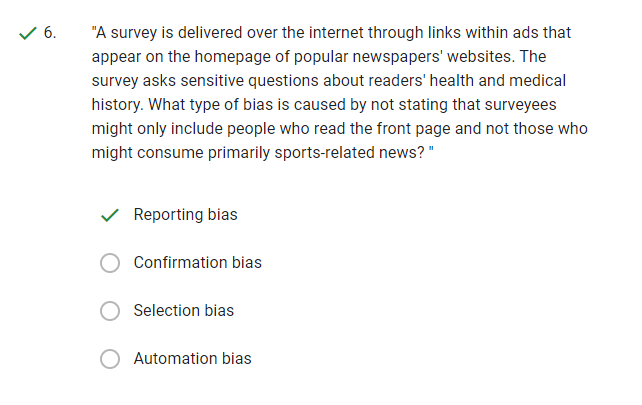 6. "A survey is delivered over the internet through links within ads that
appear on the homepage of popular newspapers' websites. The
survey asks sensitive questions about readers' health and medical
history. What type of bias is caused by not stating that surveyees
might only include people who read the front page and not those who
might consume primarily sports-related news? "
Reporting bias
Confirmation bias
Selection bias
Automation bias